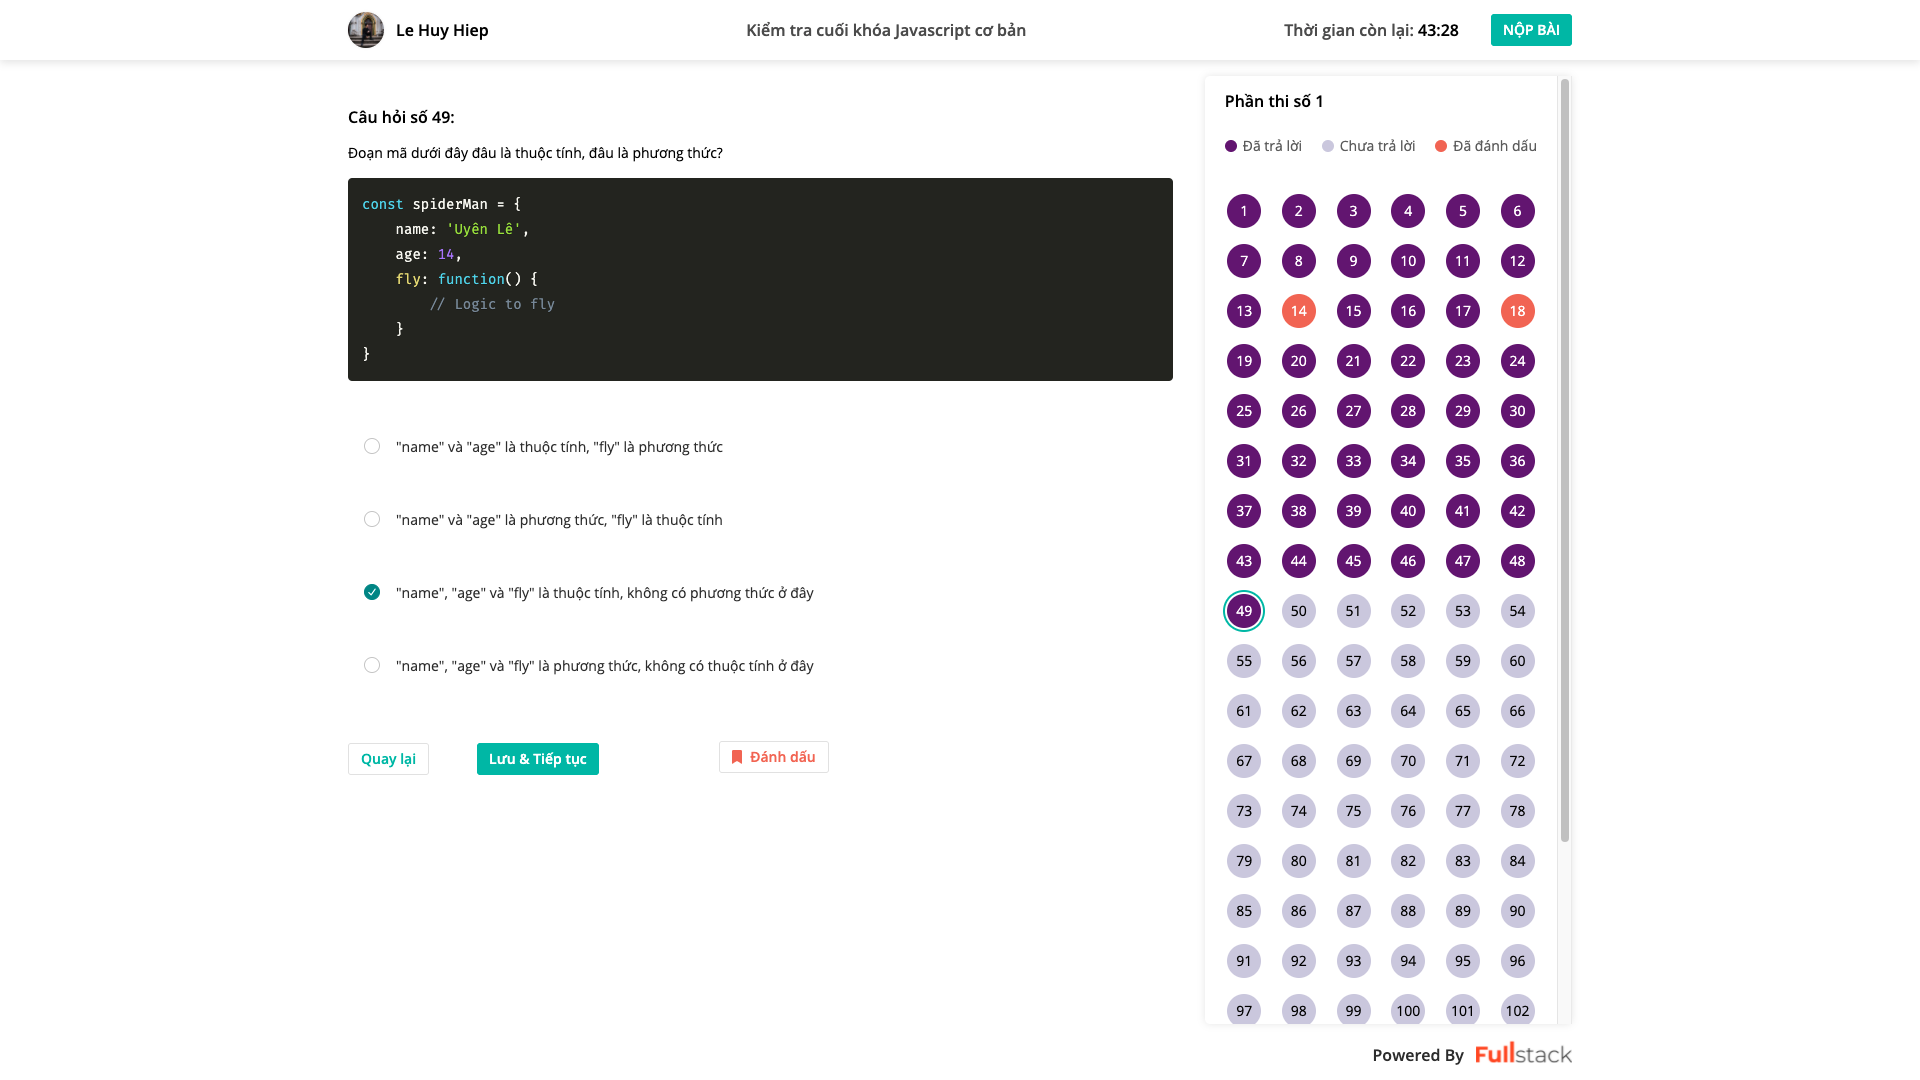 Le Huy Hiep
Kiểm tra cuối khóa Javascript cơ bản
Thời gian còn lại: 43:28
NỘP BÀI
Câu hỏi số 49:
Đoạn mã dưới đây đâu là thuộc tính, đâu là phương thức?
const spiderMan = {
    name: 'Uyên Lê',
    age: 14,
    fly: function() {
        // Logic to fly
    }
}
"name" và "age" là thuộc tính, "fly" là phương thức
"name" và "age" là phương thức, "fly" là thuộc tính
"name", "age" và "fly" là thuộc tính, không có phương thức ở đây
"name", "age" và "fly" là phương thức, không có thuộc tính ở đây
Quay lại
Lưu & Tiếp tục
Đánh dấu
Phần thi số 1
Đã trả lời
Chưa trả lời
Đã đánh dấu
1 2 3 4 5 6
7 8 9 10 11 12
13 14 15 16 17 18
19 20 21 22 23 24
25 26 27 28 29 30
31 32 33 34 35 36
37 38 39 40 41 42
43 44 45 46 47 48
49 50 51 52 53 54
55 56 57 58 59 60
61 62 63 64 65 66
67 68 69 70 71 72
73 74 75 76 77 78
79 80 81 82 83 84
85 86 87 88 89 90
91 92 93 94 95 96
97 98 99 100 101 102
Powered By Fullstack